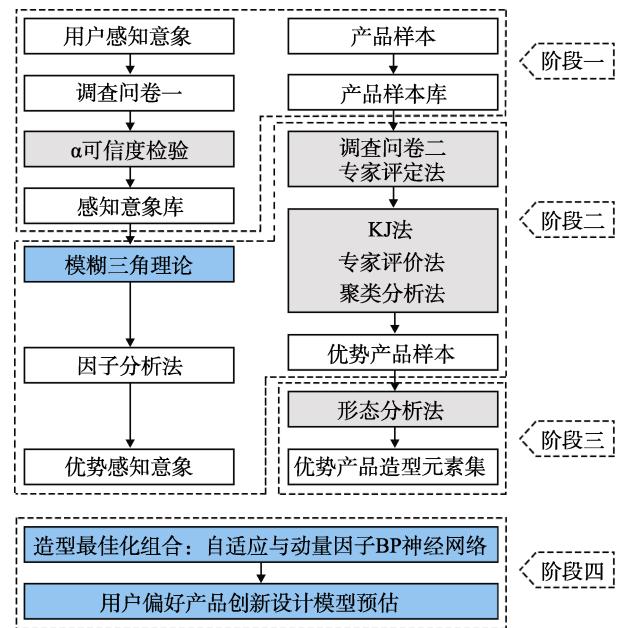 用户感知意象
产品样本
阶段一
调查问卷一
产品样本库
α可信度检验
调查问卷二
专家评定法
感知意象库
阶段二
KJ法
专家评价法
聚类分析法
模糊三角理论
因子分析法
优势产品样本
形态分析法
阶段三
优势感知意象
优势产品造型元素集
造型最佳化组合：自适应与动量因子BP神经网络
阶段四
用户偏好产品创新设计模型预估